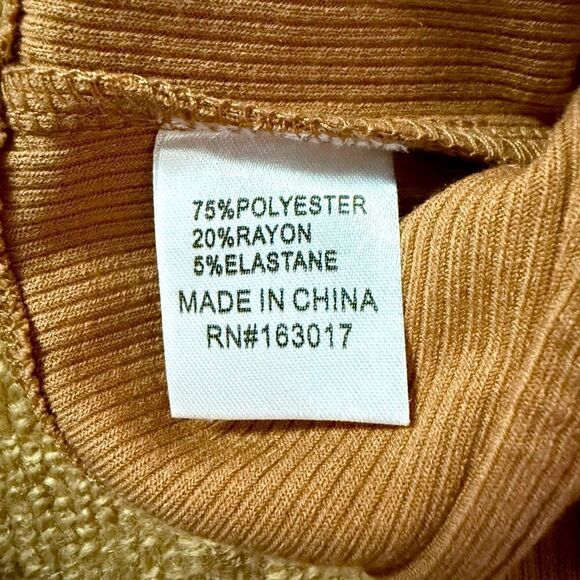 75%POLYESTER
20%RAYON
5%ELASTANE
MADE IN CHINA
RN#163017